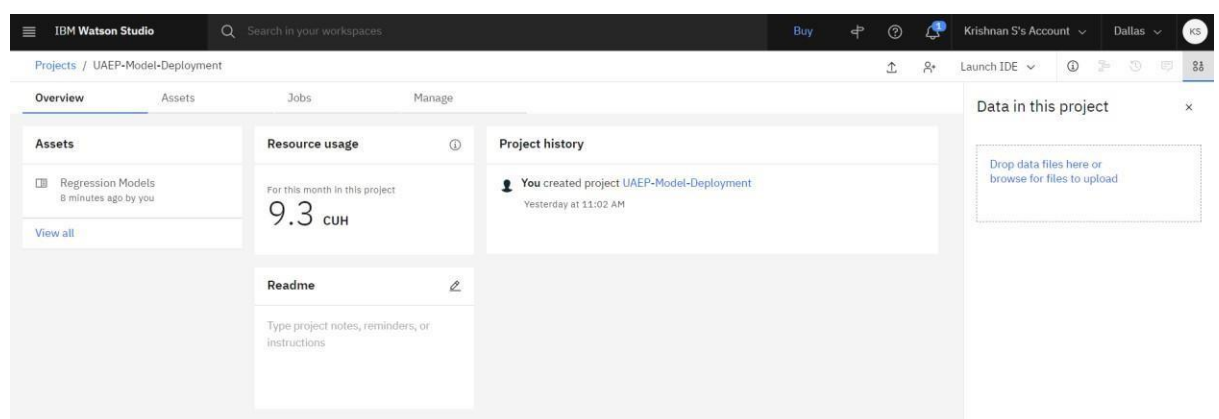 IBM Watson Studio
Search in your workspaces
Buy
1
Krishnan S's Account
Dallas
KS
Projects / UAEP-Model-Deployment
Launch IDE
Overview
Assets
Jobs
Manage
Data in this project
Assets
Regression Models
8 minutes ago by you
View all
Resource usage
For this month in this project
9.3 CUH
Project history
You created project UAEP-Model-Deployment
Yesterday at 11:02 AM
Readme
Type project notes, reminders, or
instructions
Drop data files here or
browse for files to upload